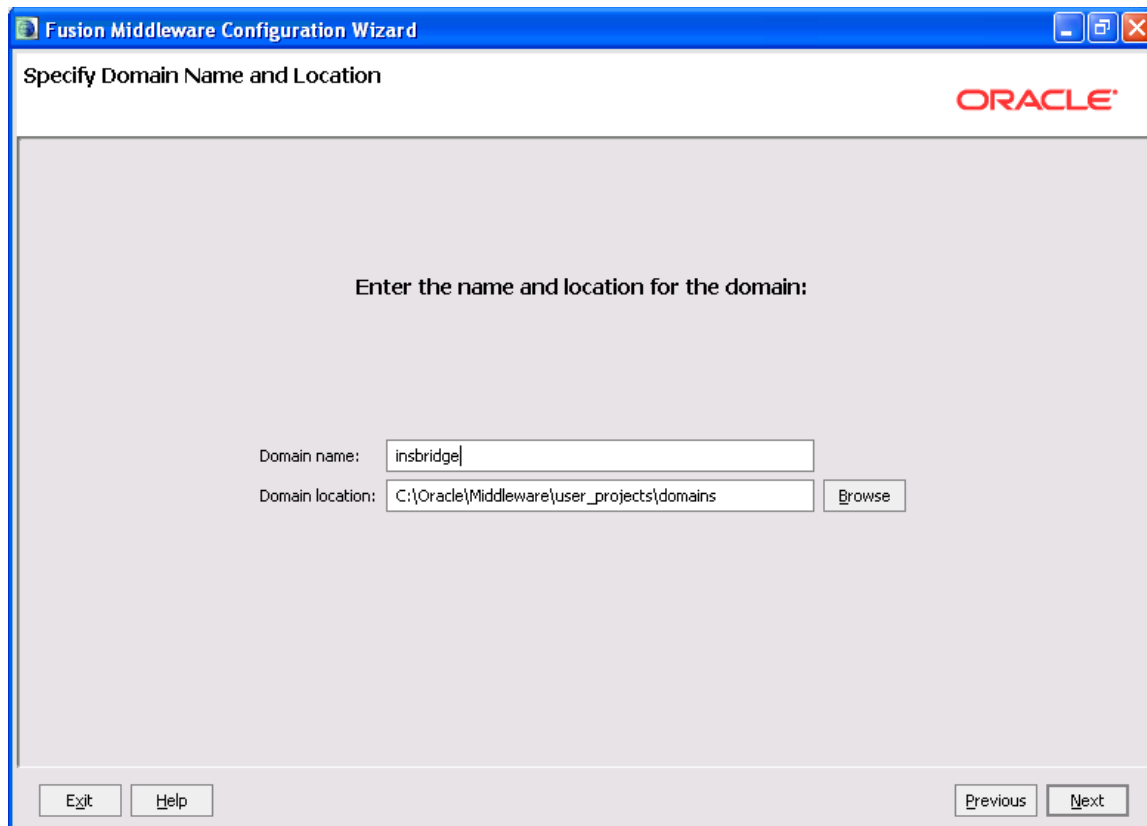 Fusion Middleware Configuration Wizard
Specify Domain Name and Location
ORACLE
Enter the name and location for the domain:
Domain name: insbridge
Domain location: C:\Oracle\Middleware\user_projects\domains Browse
Exit Help Previous Next